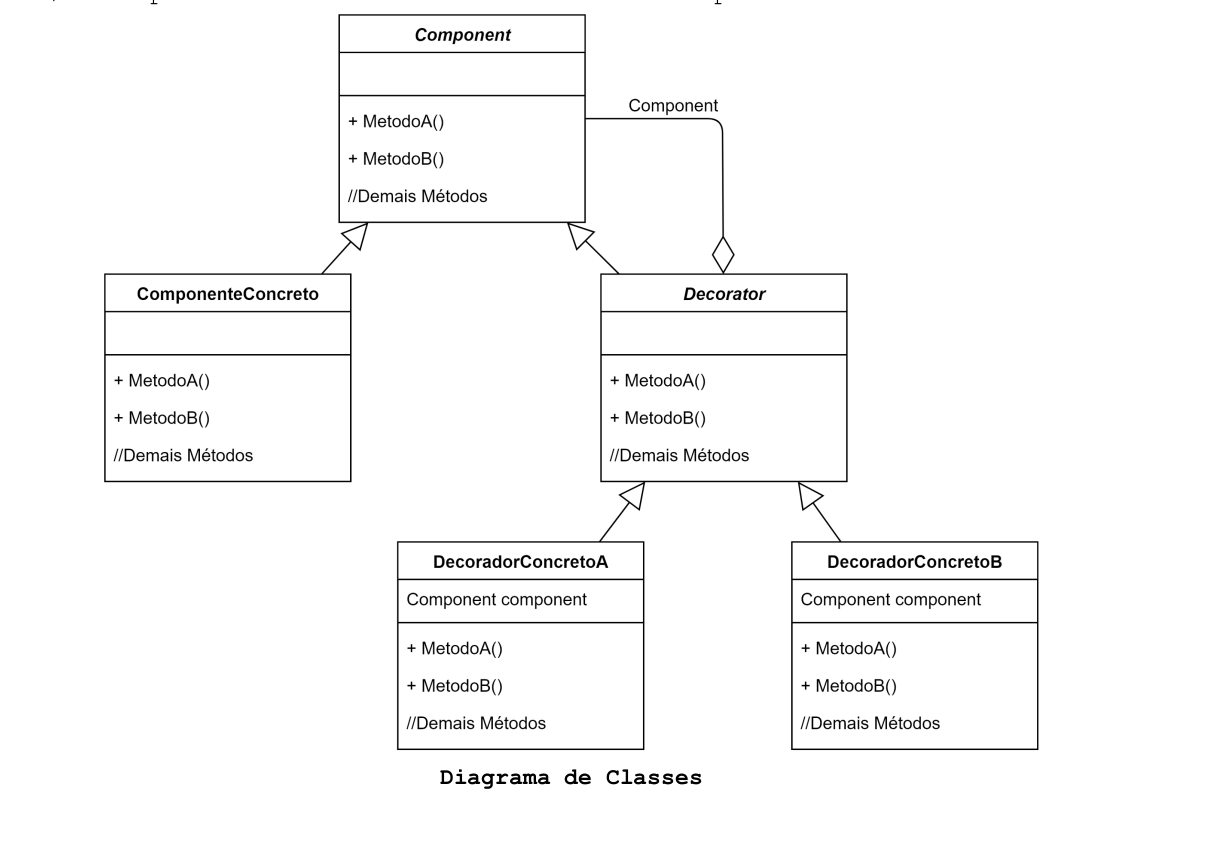 Component
+ MetodoA()
+ MetodoB()
//Demais Métodos
Component
ComponenteConcreto
+ MetodoA()
+ MetodoB()
//Demais Métodos
Decorator
+ MetodoA()
+ MetodoB()
//Demais Métodos
DecoradorConcretoA
Component component
+ MetodoA()
+ MetodoB()
//Demais Métodos
DecoradorConcretoB
Component component
+ MetodoA()
+ MetodoB()
//Demais Métodos
Diagrama de Classes